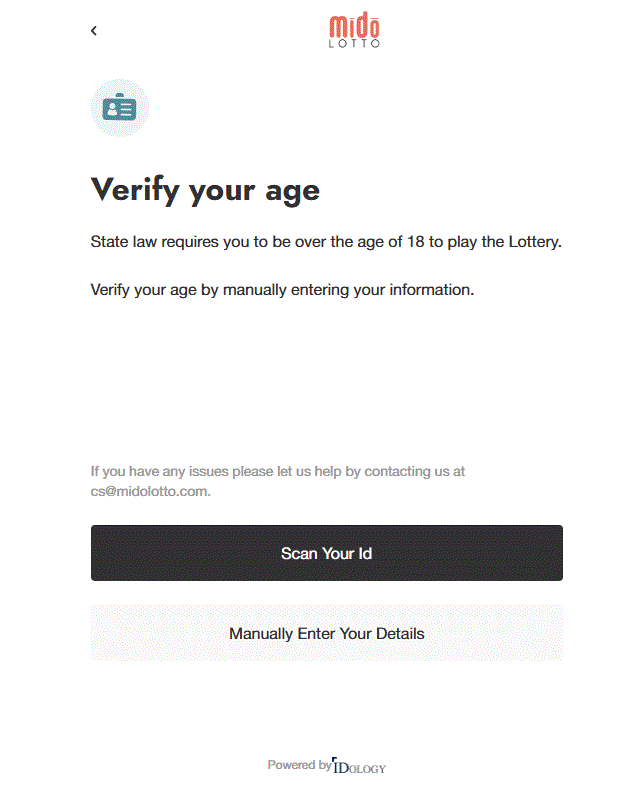 midō
LOTTO
Verify your age
State law requires you to be over the age of 18 to play the Lottery.
Verify your age by manually entering your information.
If you have any issues please let us help by contacting us at
cs@midolotto.com.
Scan Your Id
Manually Enter Your Details
Powered by IDOLOGY